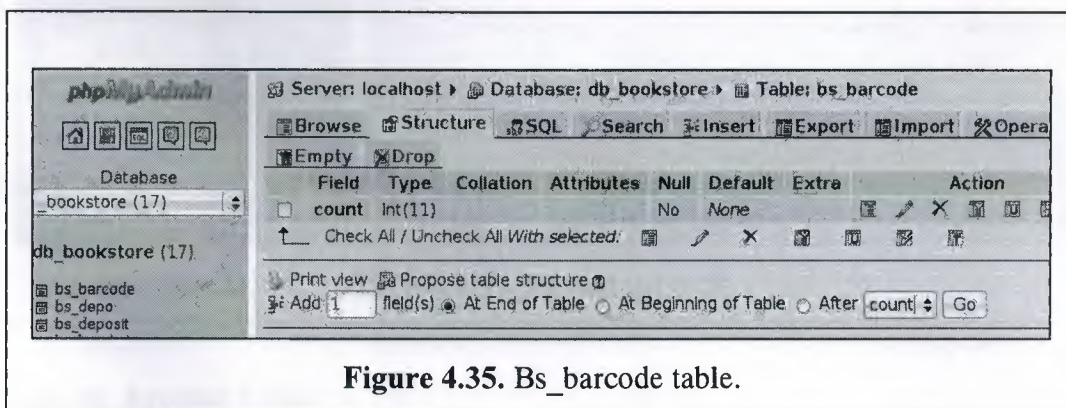 phpMyAdmin
Database
_bookstore (17)
db_bookstore (17)
bs_barcode
bs_depo
bs_deposit
Server: localhost ▸ Database: db_bookstore ▸ Table: bs_barcode
Browse Structure SQL Search Insert Export Import Opera
Empty Drop
Field Type Collation Attributes Null Default Extra Action
count int(11) No None
Check All / Uncheck All With selected:
Print view Propose table structure
Add 1 field(s) At End of Table At Beginning of Table After count Go
Figure 4.35. Bs_barcode table.